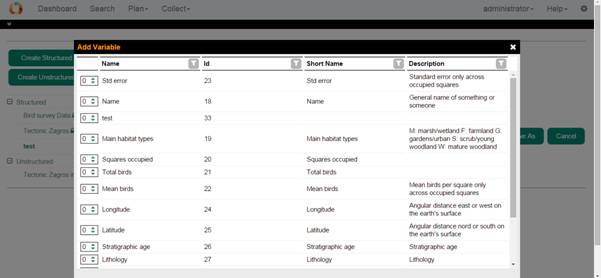 Dashboard Search Plan Collect administrator Help
Create Structured
Create Unstructured
Structured
Bird survey Data
Tectonic Zagros
test
Unstructured
Tectonic: Zagros
Add Variable
Name Id Short Name Description
0 Std error 23 Std error Standard error only across
occupied squares
0 Name 18 Name General name of something or
someone
0 test 33
0 Main habitat types 19 Main habitat types M: marsh/wetland F: farmland G:
gardens/urban S: scrub/young
woodland W: mature woodland
0 Squares occupied 20 Squares occupied
0 Total birds 21 Total birds
0 Mean birds 22 Mean birds Mean birds per square only
across occupied squares
0 Longitude 24 Longitude Angular distance east or west on
the earth's surface
0 Latitude 25 Latitude Angular distance nord or south on
the earth's surface
0 Stratigraphic age 26 Stratigraphic age Stratigraphic age
0 Lithology 27 Lithology Lithology
As
Cancel